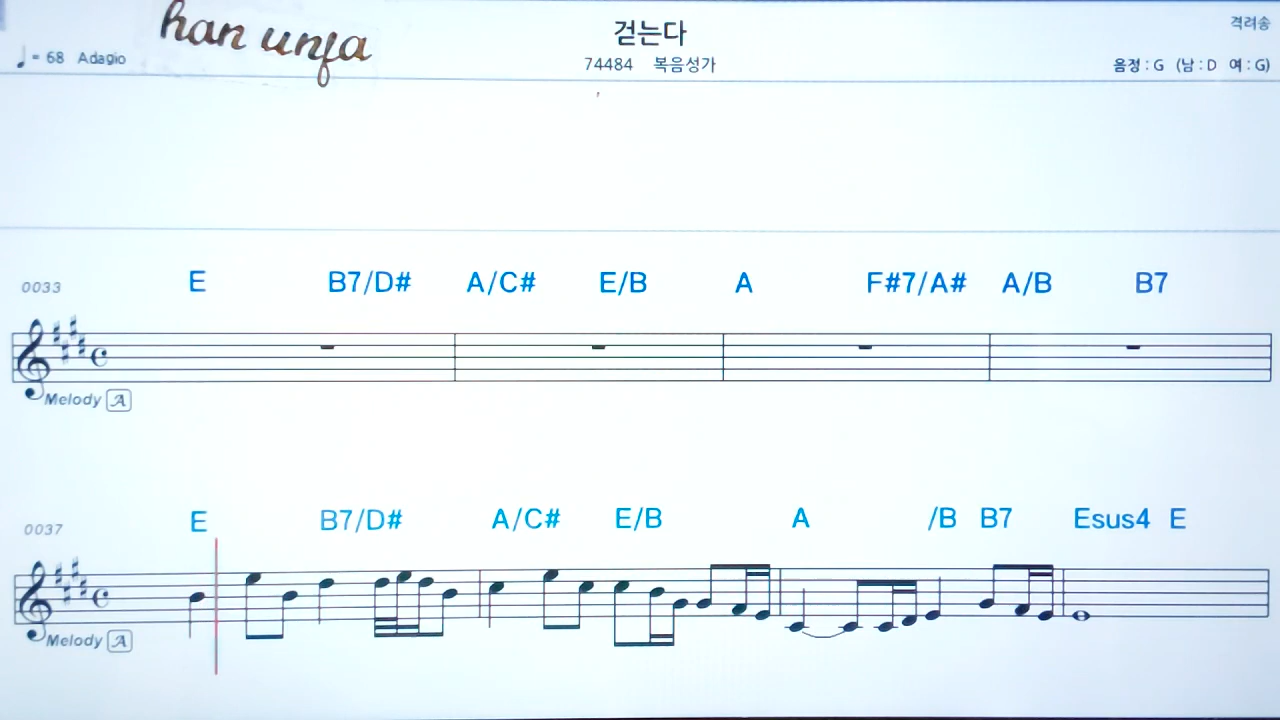 han unfa
걷는다
격려송
♩= 68 Adagio
74484 복음성가
음정 : G (남 : D 여 : G)
0033 E B7/D# A/C# E/B A F#7/A# A/B B7
Melody A
0037 E B7/D# A/C# E/B A /B B7 Esus4 E
Melody A